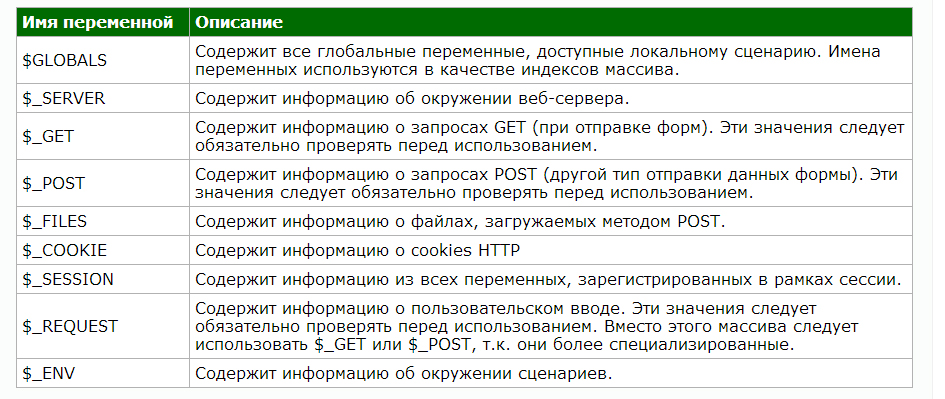 Имя переменной Описание
$GLOBALS Содержит все глобальные переменные, доступные локальному сценарию. Имена
переменных используются в качестве индексов массива.
$_SERVER Содержит информацию об окружении веб-сервера.
$_GET Содержит информацию о запросах GET (при отправке форм). Эти значения следует
обязательно проверять перед использованием.
$_POST Содержит информацию о запросах POST (другой тип отправки данных формы). Эти
значения следует обязательно проверять перед использованием.
$_FILES Содержит информацию о файлах, загружаемых методом POST.
$_COOKIE Содержит информацию о cookies HTTP
$_SESSION Содержит информацию из всех переменных, зарегистрированных в рамках сессии.
$_REQUEST Содержит информацию о пользовательском вводе. Эти значения следует
обязательно проверять перед использованием. Вместо этого массива следует
использовать $_GET или $_POST, т.к. они более специализированные.
$_ENV Содержит информацию об окружении сценариев.